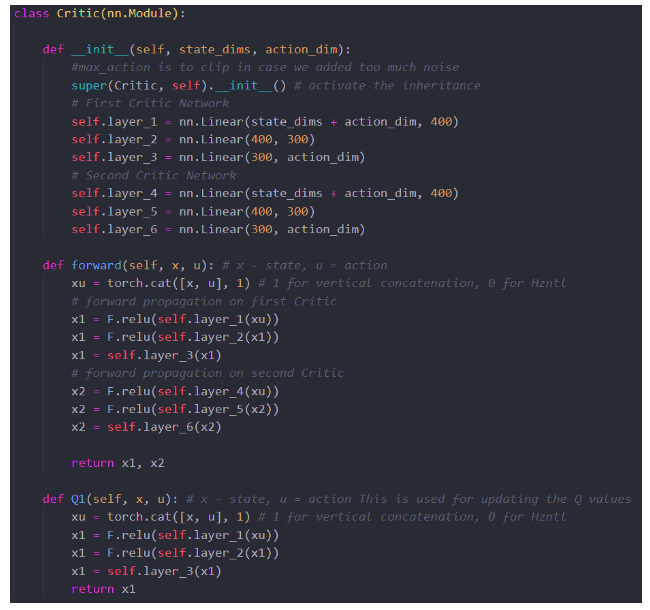 class Critic(nn.Module):
def __init__(self, state_dims, action_dim):
#max_action is to clip in case we added too much noise
super(Critic, self).__init__() # activate the inheritance
# First Critic Network
self.layer_1 = nn.Linear(state_dims + action_dim, 400)
self.layer_2 = nn.Linear(400, 300)
self.layer_3 = nn.Linear(300, action_dim)
# Second Critic Network
self.layer_4 = nn.Linear(state_dims + action_dim, 400)
self.layer_5 = nn.Linear(400, 300)
self.layer_6 = nn.Linear(300, action_dim)
def forward(self, x, u): # x - state, u = action
xu = torch.cat([x, u], 1) # 1 for vertical concatenation, 0 for Hzntl
# forward propagation on first Critic
x1 = F.relu(self.layer_1(xu))
x1 = F.relu(self.layer_2(x1))
x1 = self.layer_3(x1)
# forward propagation on second Critic
x2 = F.relu(self.layer_4(xu))
x2 = F.relu(self.layer_5(x2))
x2 = self.layer_6(x2)
return x1, x2
def Q1(self, x, u): # x - state, u = action This is used for updating the Q values
xu = torch.cat([x, u], 1) # 1 for vertical concatenation, 0 for Hzntl
x1 = F.relu(self.layer_1(xu))
x1 = F.relu(self.layer_2(x1))
x1 = self.layer_3(x1)
return x1